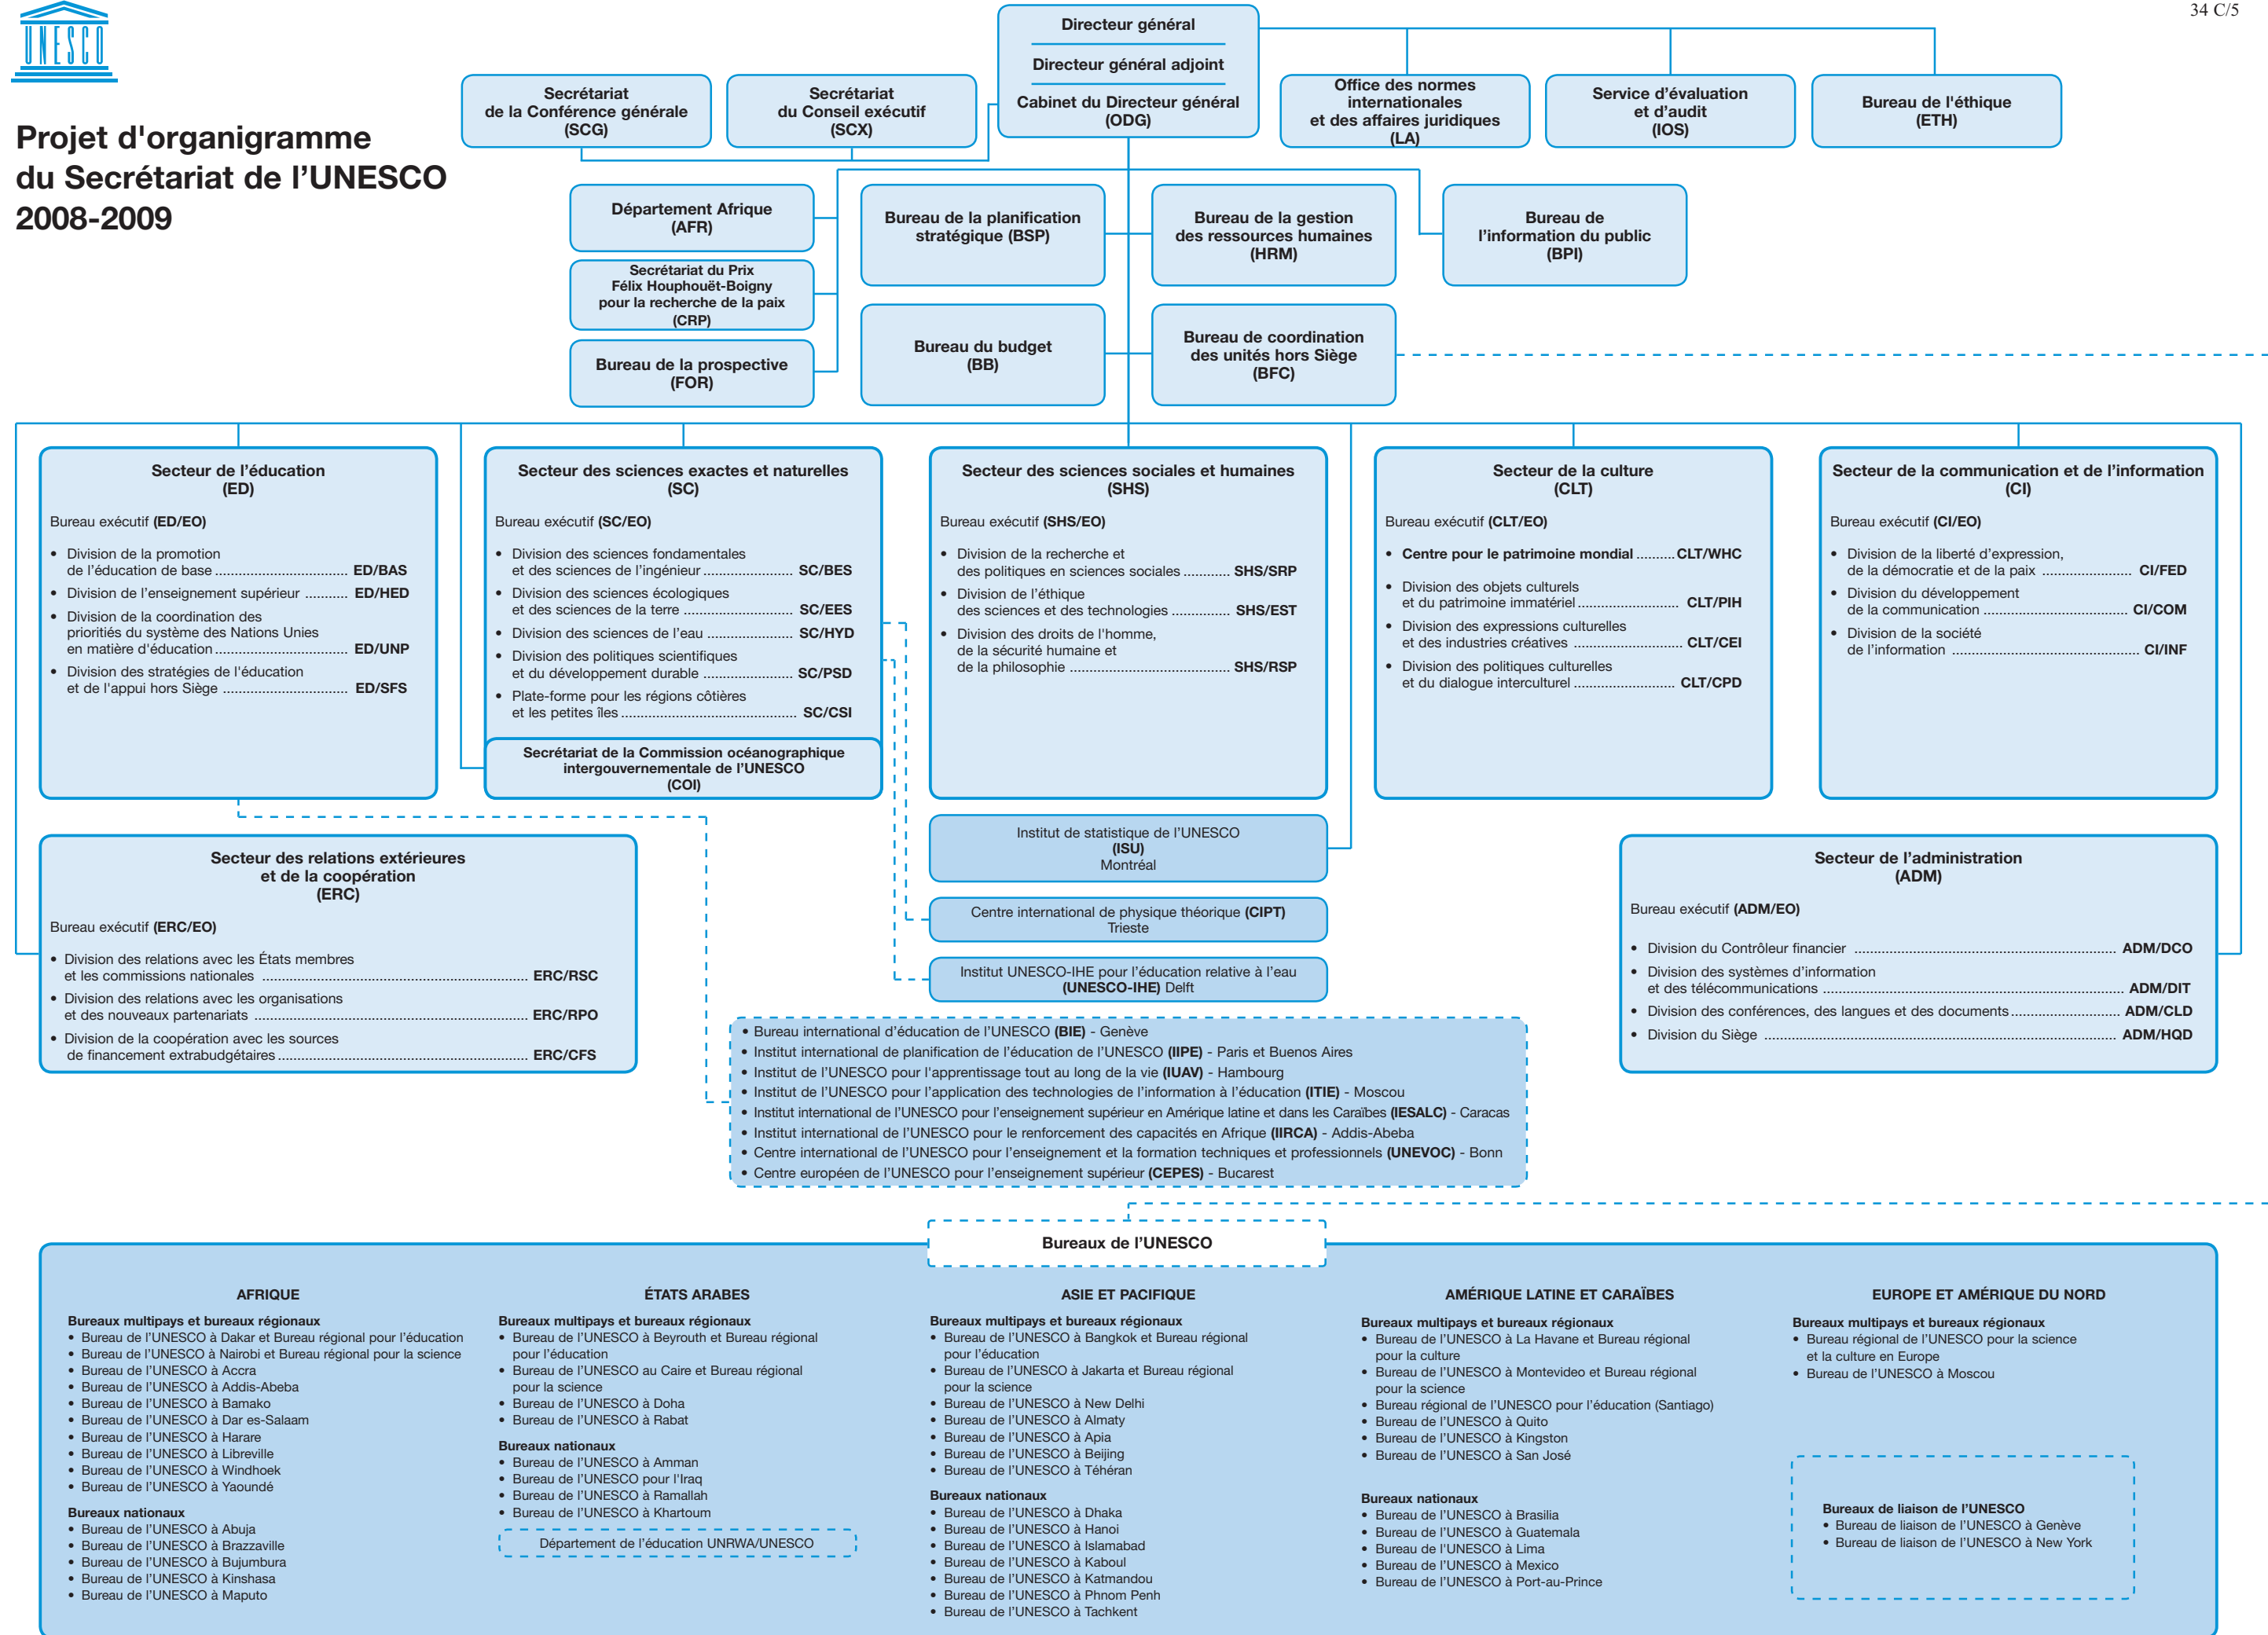 34 C/5
UNESCO
Projet d'organigramme
du Secrétariat de l’UNESCO
2008-2009
Directeur général
Directeur général adjoint
Cabinet du Directeur général
(ODG)
Secrétariat
de la Conférence générale
(SCG)
Secrétariat
du Conseil exécutif
(SCX)
Office des normes
internationales
et des affaires juridiques
(LA)
Service d’évaluation
et d’audit
(IOS)
Bureau de l'éthique
(ETH)
Département Afrique
(AFR)
Secrétariat du Prix
Félix Houphouët-Boigny
pour la recherche de la paix
(CRP)
Bureau de la prospective
(FOR)
Bureau de la planification
stratégique (BSP)
Bureau de la gestion
des ressources humaines
(HRM)
Bureau de
l’information du public
(BPI)
Bureau du budget
(BB)
Bureau de coordination
des unités hors Siège
(BFC)
Secteur de l’éducation
(ED)
Bureau exécutif (ED/EO)
• Division de la promotion
de l’éducation de base ................................. ED/BAS
• Division de l’enseignement supérieur .......... ED/HED
• Division de la coordination des
priorités du système des Nations Unies
en matière d'éducation ................................. ED/UNP
• Division des stratégies de l'éducation
et de l'appui hors Siège ............................... ED/SFS
Secteur des sciences exactes et naturelles
(SC)
Bureau exécutif (SC/EO)
• Division des sciences fondamentales
et des sciences de l’ingénieur ...................... SC/BES
• Division des sciences écologiques
et des sciences de la terre ........................... SC/EES
• Division des sciences de l’eau ..................... SC/HYD
• Division des politiques scientifiques
et du développement durable ...................... SC/PSD
• Plate-forme pour les régions côtières
et les petites îles ............................................ SC/CSI
Secrétariat de la Commission océanographique
intergouvernementale de l’UNESCO
(COI)
Secteur des sciences sociales et humaines
(SHS)
Bureau exécutif (SHS/EO)
• Division de la recherche et
des politiques en sciences sociales ............ SHS/SRP
• Division de l’éthique
des sciences et des technologies .............. SHS/EST
• Division des droits de l'homme,
de la sécurité humaine et
de la philosophie ........................................ SHS/RSP
Secteur de la culture
(CLT)
Bureau exécutif (CLT/EO)
• Centre pour le patrimoine mondial ......... CLT/WHC
• Division des objets culturels
et du patrimoine immatériel ......................... CLT/PIH
• Division des expressions culturelles
et des industries créatives .......................... CLT/CEI
• Division des politiques culturelles
et du dialogue interculturel ......................... CLT/CPD
Secteur de la communication et de l’information
(CI)
Bureau exécutif (CI/EO)
• Division de la liberté d’expression,
de la démocratie et de la paix ...................... CI/FED
• Division du développement
de la communication .................................... CI/COM
• Division de la société
de l’information ............................................... CI/INF
Secteur des relations extérieures
et de la coopération
(ERC)
Bureau exécutif (ERC/EO)
• Division des relations avec les États membres
et les commissions nationales .................................................................. ERC/RSC
• Division des relations avec les organisations
et des nouveaux partenariats .................................................................... ERC/RPO
• Division de la coopération avec les sources
de financement extrabudgétaires .............................................................. ERC/CFS
Institut de statistique de l’UNESCO
(ISU)
Montréal
Centre international de physique théorique (CIPT)
Trieste
Institut UNESCO-IHE pour l’éducation relative à l’eau
(UNESCO-IHE) Delft
Secteur de l’administration
(ADM)
Bureau exécutif (ADM/EO)
• Division du Contrôleur financier ................................................................. ADM/DCO
• Division des systèmes d’information
et des télécommunications ........................................................................... ADM/DIT
• Division des conférences, des langues et des documents ........................... ADM/CLD
• Division du Siège ........................................................................................ ADM/HQD
• Bureau international d’éducation de l’UNESCO (BIE) - Genève
• Institut international de planification de l’éducation de l’UNESCO (IIPE) - Paris et Buenos Aires
• Institut de l’UNESCO pour l'apprentissage tout au long de la vie (IUAV) - Hambourg
• Institut de l’UNESCO pour l’application des technologies de l’information à l’éducation (ITIE) - Moscou
• Institut international de l’UNESCO pour l’enseignement supérieur en Amérique latine et dans les Caraïbes (IESALC) - Caracas
• Institut international de l’UNESCO pour le renforcement des capacités en Afrique (IIRCA) - Addis-Abeba
• Centre international de l’UNESCO pour l’enseignement et la formation techniques et professionnels (UNEVOC) - Bonn
• Centre européen de l’UNESCO pour l’enseignement supérieur (CEPES) - Bucarest
Bureaux de l’UNESCO
AFRIQUE
Bureaux multipays et bureaux régionaux
• Bureau de l’UNESCO à Dakar et Bureau régional pour l’éducation
• Bureau de l’UNESCO à Nairobi et Bureau régional pour la science
• Bureau de l’UNESCO à Accra
• Bureau de l’UNESCO à Addis-Abeba
• Bureau de l’UNESCO à Bamako
• Bureau de l’UNESCO à Dar es-Salaam
• Bureau de l’UNESCO à Harare
• Bureau de l’UNESCO à Libreville
• Bureau de l’UNESCO à Windhoek
• Bureau de l’UNESCO à Yaoundé
Bureaux nationaux
• Bureau de l’UNESCO à Abuja
• Bureau de l’UNESCO à Brazzaville
• Bureau de l’UNESCO à Bujumbura
• Bureau de l’UNESCO à Kinshasa
• Bureau de l’UNESCO à Maputo
ÉTATS ARABES
Bureaux multipays et bureaux régionaux
• Bureau de l’UNESCO à Beyrouth et Bureau régional
pour l’éducation
• Bureau de l’UNESCO au Caire et Bureau régional
pour la science
• Bureau de l’UNESCO à Doha
• Bureau de l’UNESCO à Rabat
Bureaux nationaux
• Bureau de l’UNESCO à Amman
• Bureau de l’UNESCO pour l'Iraq
• Bureau de l’UNESCO à Ramallah
• Bureau de l’UNESCO à Khartoum
Département de l’éducation UNRWA/UNESCO
ASIE ET PACIFIQUE
Bureaux multipays et bureaux régionaux
• Bureau de l’UNESCO à Bangkok et Bureau régional
pour l’éducation
• Bureau de l’UNESCO à Jakarta et Bureau régional
pour la science
• Bureau de l’UNESCO à New Delhi
• Bureau de l’UNESCO à Almaty
• Bureau de l’UNESCO à Apia
• Bureau de l’UNESCO à Beijing
• Bureau de l’UNESCO à Téhéran
Bureaux nationaux
• Bureau de l’UNESCO à Dhaka
• Bureau de l’UNESCO à Hanoi
• Bureau de l’UNESCO à Islamabad
• Bureau de l’UNESCO à Kaboul
• Bureau de l’UNESCO à Katmandou
• Bureau de l’UNESCO à Phnom Penh
• Bureau de l’UNESCO à Tachkent
AMÉRIQUE LATINE ET CARAÏBES
Bureaux multipays et bureaux régionaux
• Bureau de l’UNESCO à La Havane et Bureau régional
pour la culture
• Bureau de l’UNESCO à Montevideo et Bureau régional
pour la science
• Bureau régional de l’UNESCO pour l’éducation (Santiago)
• Bureau de l’UNESCO à Quito
• Bureau de l’UNESCO à Kingston
• Bureau de l’UNESCO à San José
Bureaux nationaux
• Bureau de l’UNESCO à Brasilia
• Bureau de l’UNESCO à Guatemala
• Bureau de l’UNESCO à Lima
• Bureau de l’UNESCO à Mexico
• Bureau de l’UNESCO à Port-au-Prince
EUROPE ET AMÉRIQUE DU NORD
Bureaux multipays et bureaux régionaux
• Bureau régional de l’UNESCO pour la science
et la culture en Europe
• Bureau de l’UNESCO à Moscou
Bureaux de liaison de l’UNESCO
• Bureau de liaison de l’UNESCO à Genève
• Bureau de liaison de l’UNESCO à New York